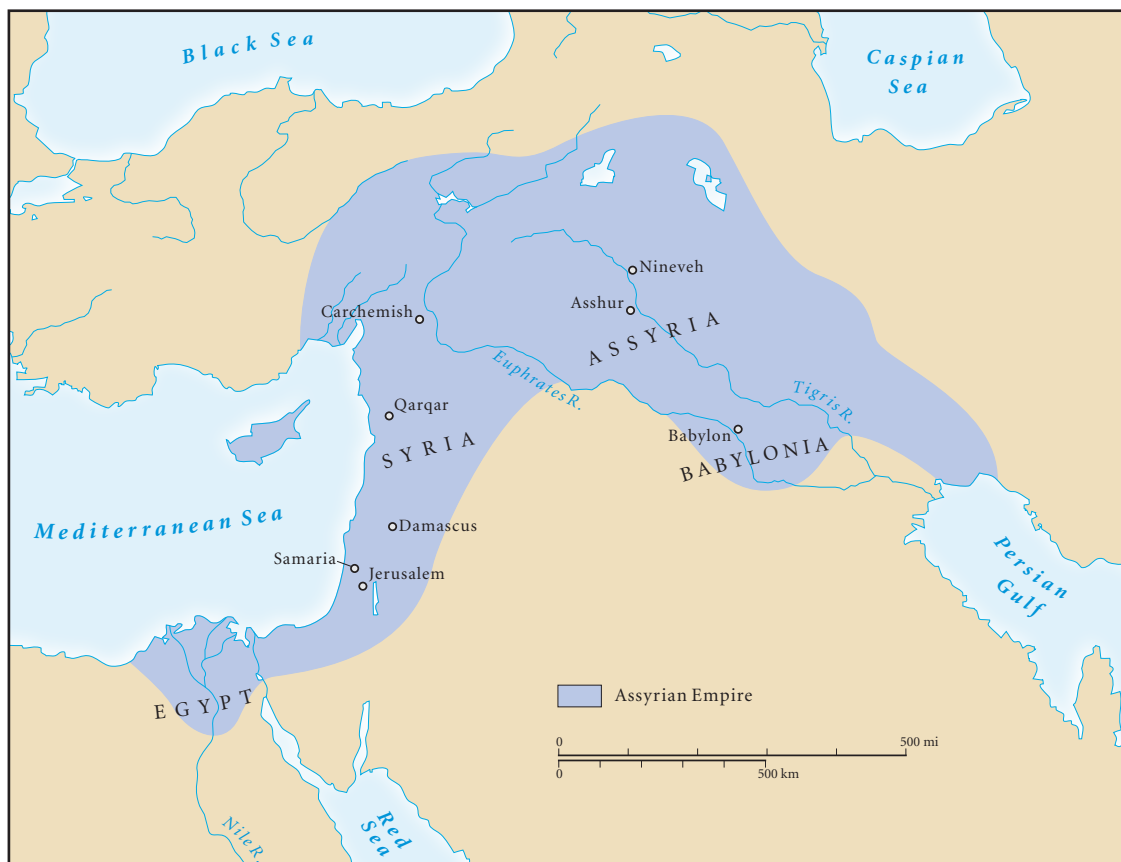 Black Sea
Caspian
Sea
Nineveh
Asshur
Carchemish
ASSYRIA
Euphrates R.
Tigris R.
Qarqar
Babylon
SYRIA
BABYLONIA
Mediterranean Sea
Damascus
Samaria
Jerusalem
Persian
Gulf
EGYPT
Assyrian Empire
0 500 mi
0 500 km
Nile R.
Red
Sea